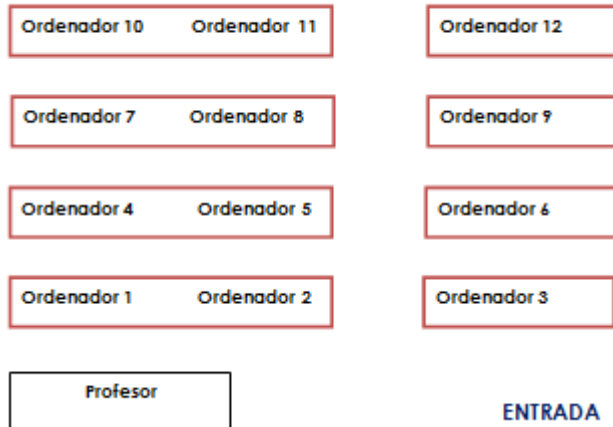 Ordenador 10 Ordenador 11 Ordenador 12
Ordenador 7 Ordenador 8 Ordenador 9
Ordenador 4 Ordenador 5 Ordenador 6
Ordenador 1 Ordenador 2 Ordenador 3
Profesor
ENTRADA